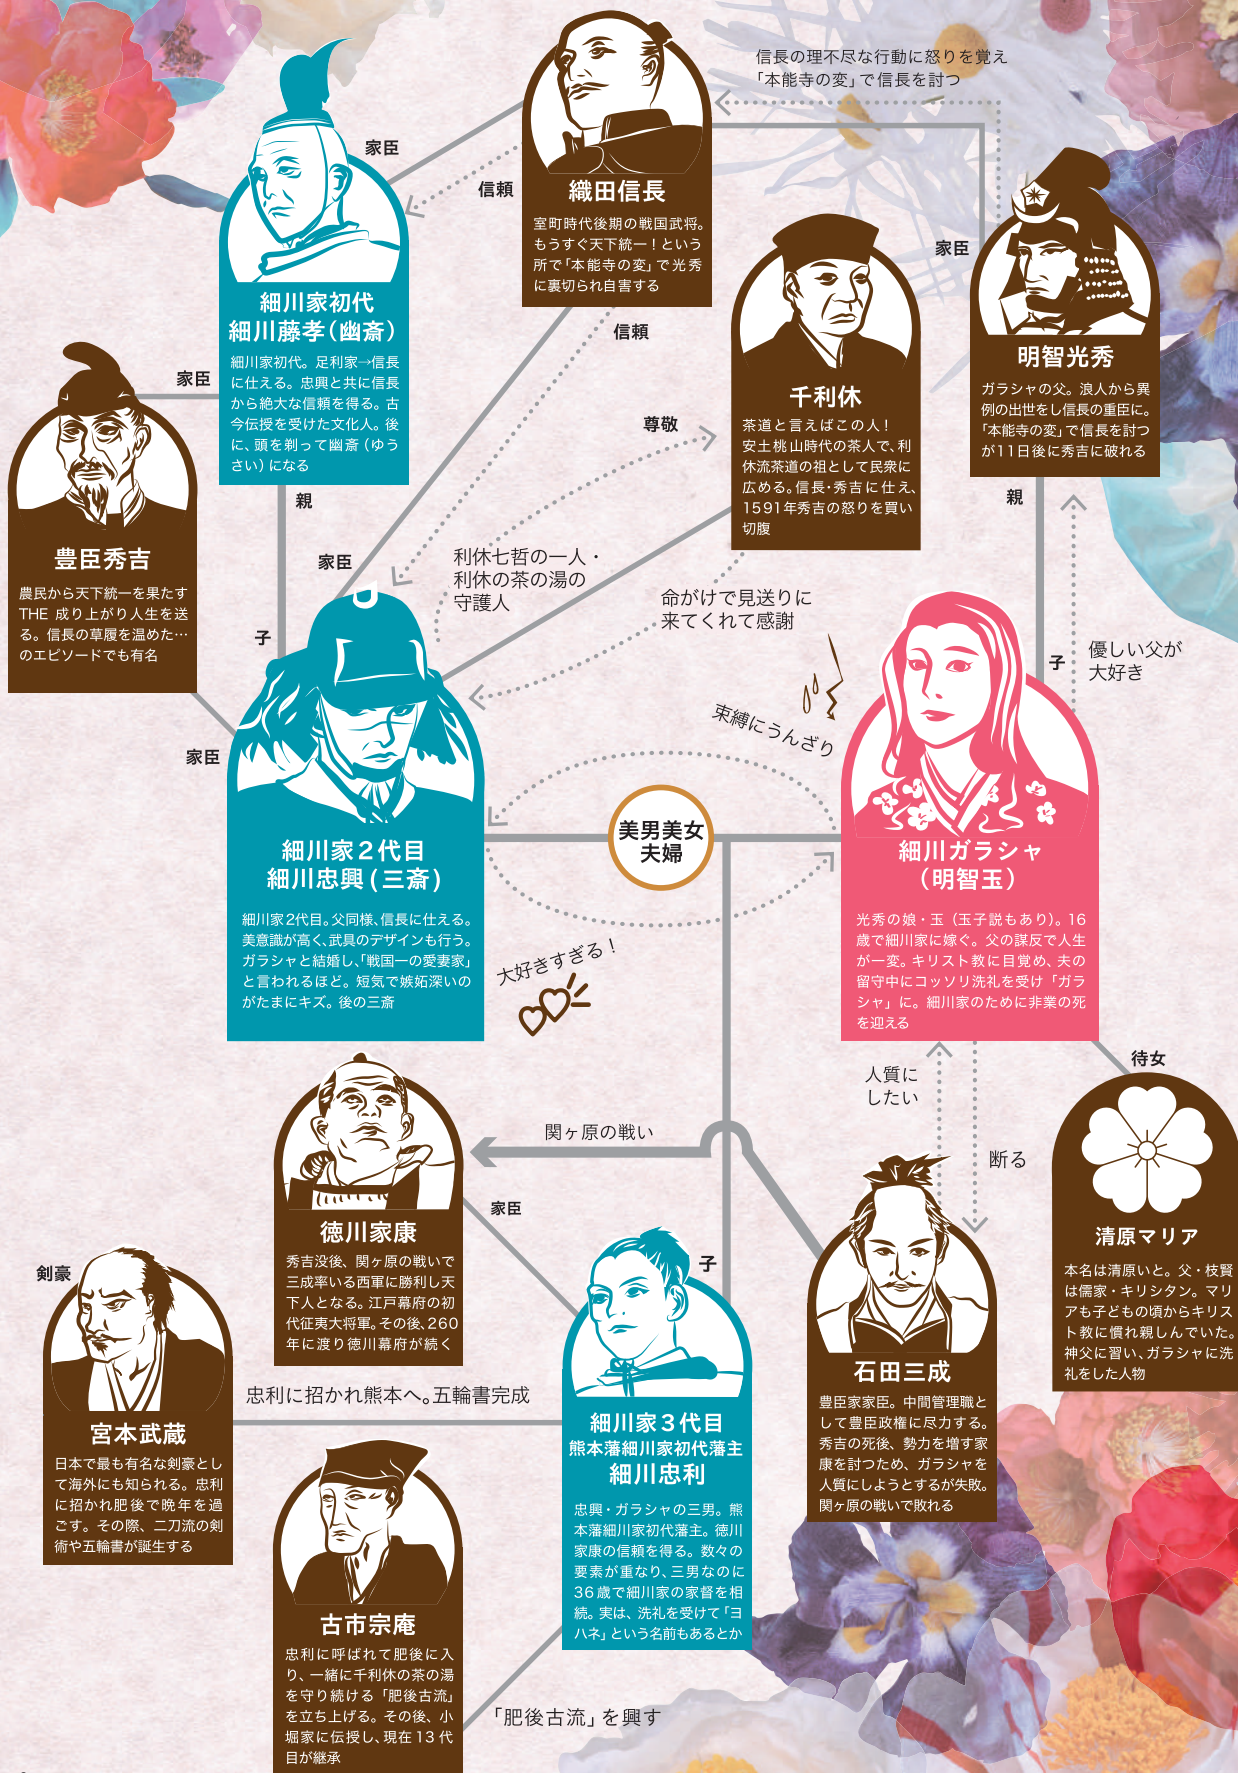 信長の理不尽な行動に怒りを覚え
「本能寺の変」で信長を討つ
家臣
信頼
織田信長
室町時代後期の戦国武将。
もうすぐ天下統一！という
所で「本能寺の変」で光秀
に裏切られ自害する
家臣
細川家初代
細川藤孝(幽斎)
細川家初代。足利家→信長
に仕える。忠興と共に信長
から絶大な信頼を得る。古
今伝授を受けた文化人。後
に、頭を剃って幽斎（ゆう
さい）になる
信頼
千利休
茶道と言えばこの人！
安土桃山時代の茶人で、利
休流茶道の祖として民衆に
広める。信長・秀吉に仕え、
1591年秀吉の怒りを買い
切腹
明智光秀
ガラシャの父。浪人から異
例の出世をし信長の重臣に。
「本能寺の変」で信長を討つ
が11日後に秀吉に破れる
家臣
尊敬
親
親
豊臣秀吉
農民から天下統一を果たす
THE 成り上がり人生を送
る。信長の草履を温めた…
のエピソードでも有名
家臣
利休七哲の一人・
利休の茶の湯の
守護人
命がけで見送りに
来てくれて感謝
子
子
優しい父が
大好き
家臣
束縛にうんざり
美男美女
夫婦
細川家2代目
細川忠興(三斎)
細川家2代目。父同様、信長に仕える。
美意識が高く、武具のデザインも行う。
ガラシャと結婚し、「戦国一の愛妻家」
と言われるほど。短気で嫉妬深いの
がたまにキズ。後の三斎
細川ガラシャ
（明智玉）
光秀の娘・玉（玉子説もあり）。16
歳で細川家に嫁ぐ。父の謀反で人生
が一変。キリスト教に目覚め、夫の
留守中にコッソリ洗礼を受け「ガラ
シャ」に。細川家のために非業の死
を迎える
大好きすぎる！
人質に
したい
断る
待女
関ヶ原の戦い
家臣
徳川家康
秀吉没後、関ヶ原の戦いで
三成率いる西軍に勝利し天
下人となる。江戸幕府の初
代征夷大将軍。その後、260
年に渡り徳川幕府が続く
清原マリア
本名は清原いと。父・枝賢
は儒家・キリシタン。マリ
アも子どもの頃からキリス
ト教に慣れ親しんでいた。
神父に習い、ガラシャに洗
礼をした人物
子
剣豪
石田三成
豊臣家家臣。中間管理職と
して豊臣政権に尽力する。
秀吉の死後、勢力を増す家
康を討つため、ガラシャを
人質にしようとするが失敗。
関ヶ原の戦いで敗れる
忠利に招かれ熊本へ。五輪書完成
宮本武蔵
日本で最も有名な剣豪とし
て海外にも知られる。忠利
に招かれ肥後で晩年を過
ごす。その際、二刀流の剣
術や五輪書が誕生する
細川家3代目
熊本藩細川家初代藩主
細川忠利
忠興・ガラシャの三男。熊
本藩細川家初代藩主。徳川
家康の信頼を得る。数々の
要素が重なり、三男なのに
36歳で細川家の家督を相
続。実は、洗礼を受けて「ヨ
ハネ」という名前もあるとか
古市宗庵
忠利に呼ばれて肥後に入
り、一緒に千利休の茶の湯
を守り続ける「肥後古流」
を立ち上げる。その後、小
堀家に伝授し、現在13代
目が継承
「肥後古流」を興す